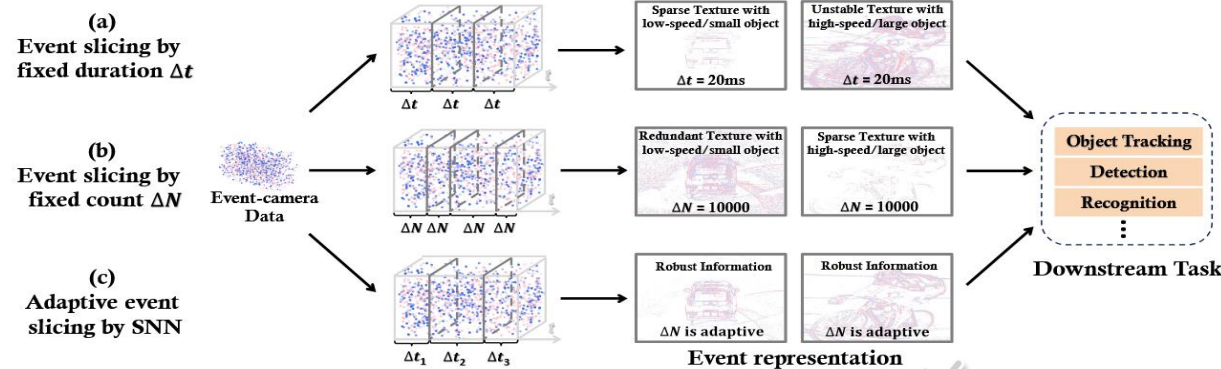 (a)
Event slicing by
fixed duration Δt
t
Δt Δt Δt
Sparse Texture with
low-speed/small object
Δt = 20ms
Unstable Texture with
high-speed/large object
Δt = 20ms
(b)
Event slicing by
fixed count ΔN
Event-camera
Data
t
ΔN ΔN ΔN ΔN
Redundant Texture with
low-speed/small object
ΔN = 10000
Sparse Texture with
high-speed/large object
ΔN = 10000
Object Tracking
Detection
Recognition
Downstream Task
(c)
Adaptive event
slicing by SNN
t
Δt₁ Δt₂ Δt₃
Robust Information
ΔN is adaptive
Robust Information
ΔN is adaptive
Event representation